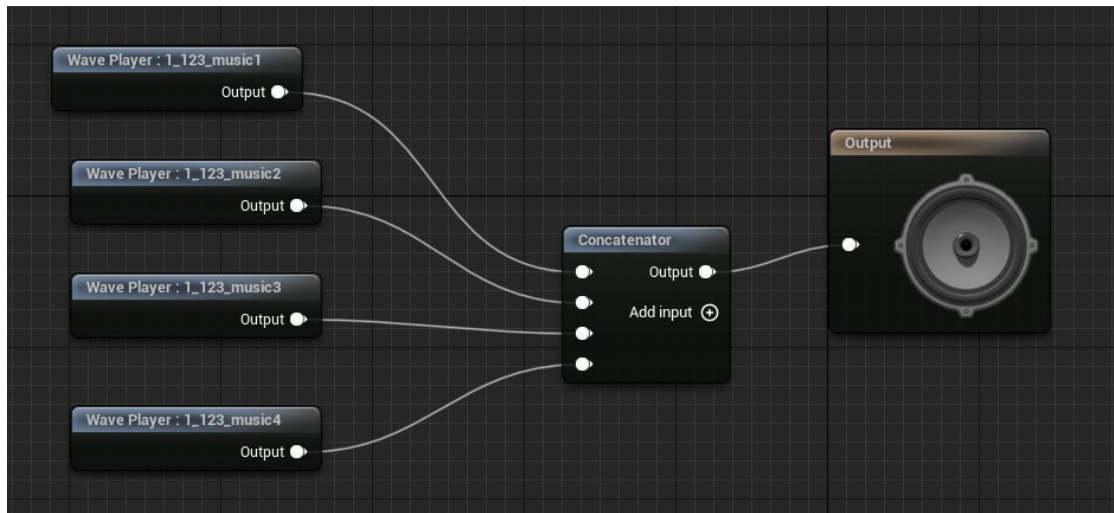 Wave Player : 1_123_music1
Output
Wave Player : 1_123_music2
Output
Wave Player : 1_123_music3
Output
Wave Player : 1_123_music4
Output
Concatenator
Output
Add input
Output